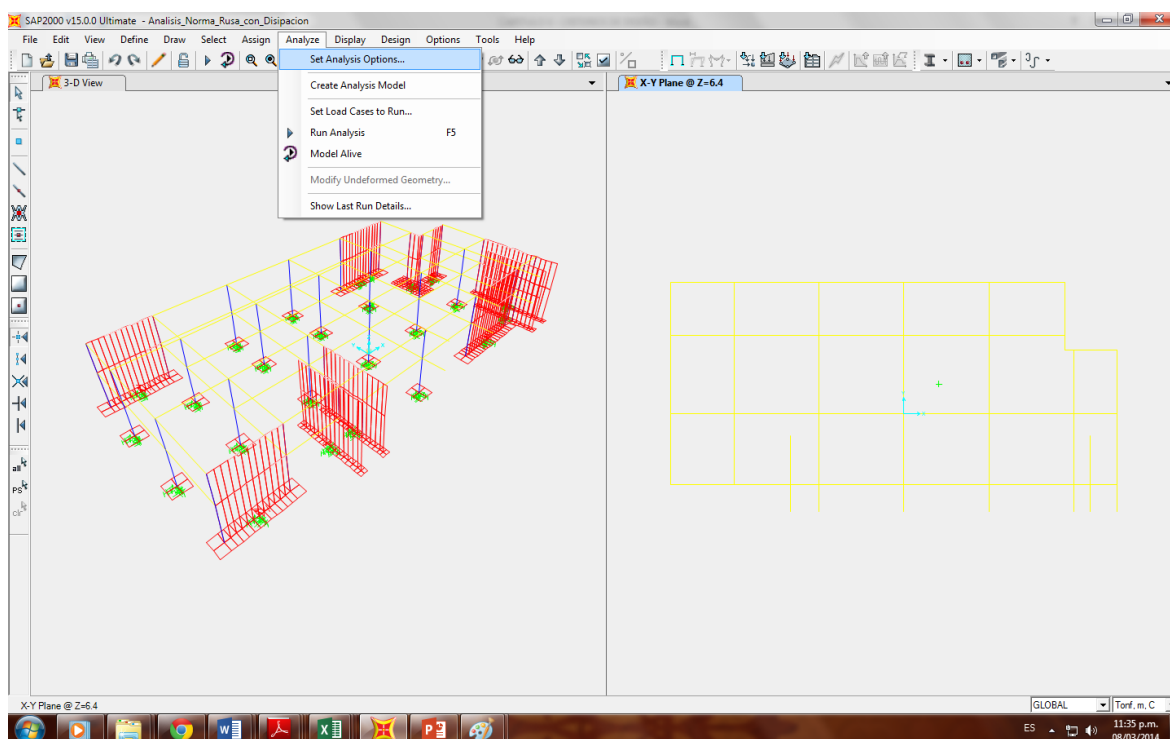 SAP2000 v15.0.0 Ultimate - Analisis_Norma_Rusa_con_Disipacion
File Edit View Define Draw Select Assign Analyze Display Design Options Tools Help
Set Analysis Options...
Create Analysis Model
Set Load Cases to Run...
Run Analysis F5
Model Alive
Modify Undeformed Geometry...
Show Last Run Details...
3-D View
X-Y Plane @ Z=6.4
all
PS
clr
X-Y Plane @ Z=6.4
GLOBAL
Tonf, m, C
ES
11:35 p.m.
08/03/2014